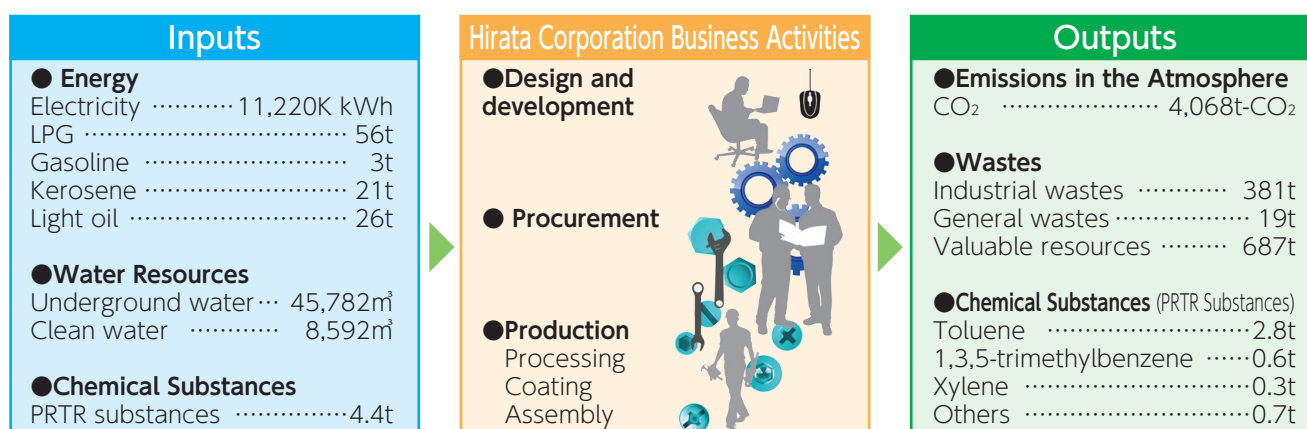 Inputs
● Energy
Electricity ··········· 11,220K kWh
LPG ······························· 56t
Gasoline ·························· 3t
Kerosene ·························· 21t
Light oil ··························· 26t
●Water Resources
Underground water ··· 45,782㎥
Clean water ············ 8,592㎥
●Chemical Substances
PRTR substances ···············4.4t
Hirata Corporation Business Activities
●Design and
development
● Procurement
●Production
Processing
Coating
Assembly
Outputs
●Emissions in the Atmosphere
CO₂ ····················· 4,068t-CO₂
●Wastes
Industrial wastes ············ 381t
General wastes ·················· 19t
Valuable resources ········· 687t
●Chemical Substances (PRTR Substances)
Toluene ···························2.8t
1,3,5-trimethylbenzene ······0.6t
Xylene ······························0.3t
Others ······························0.7t